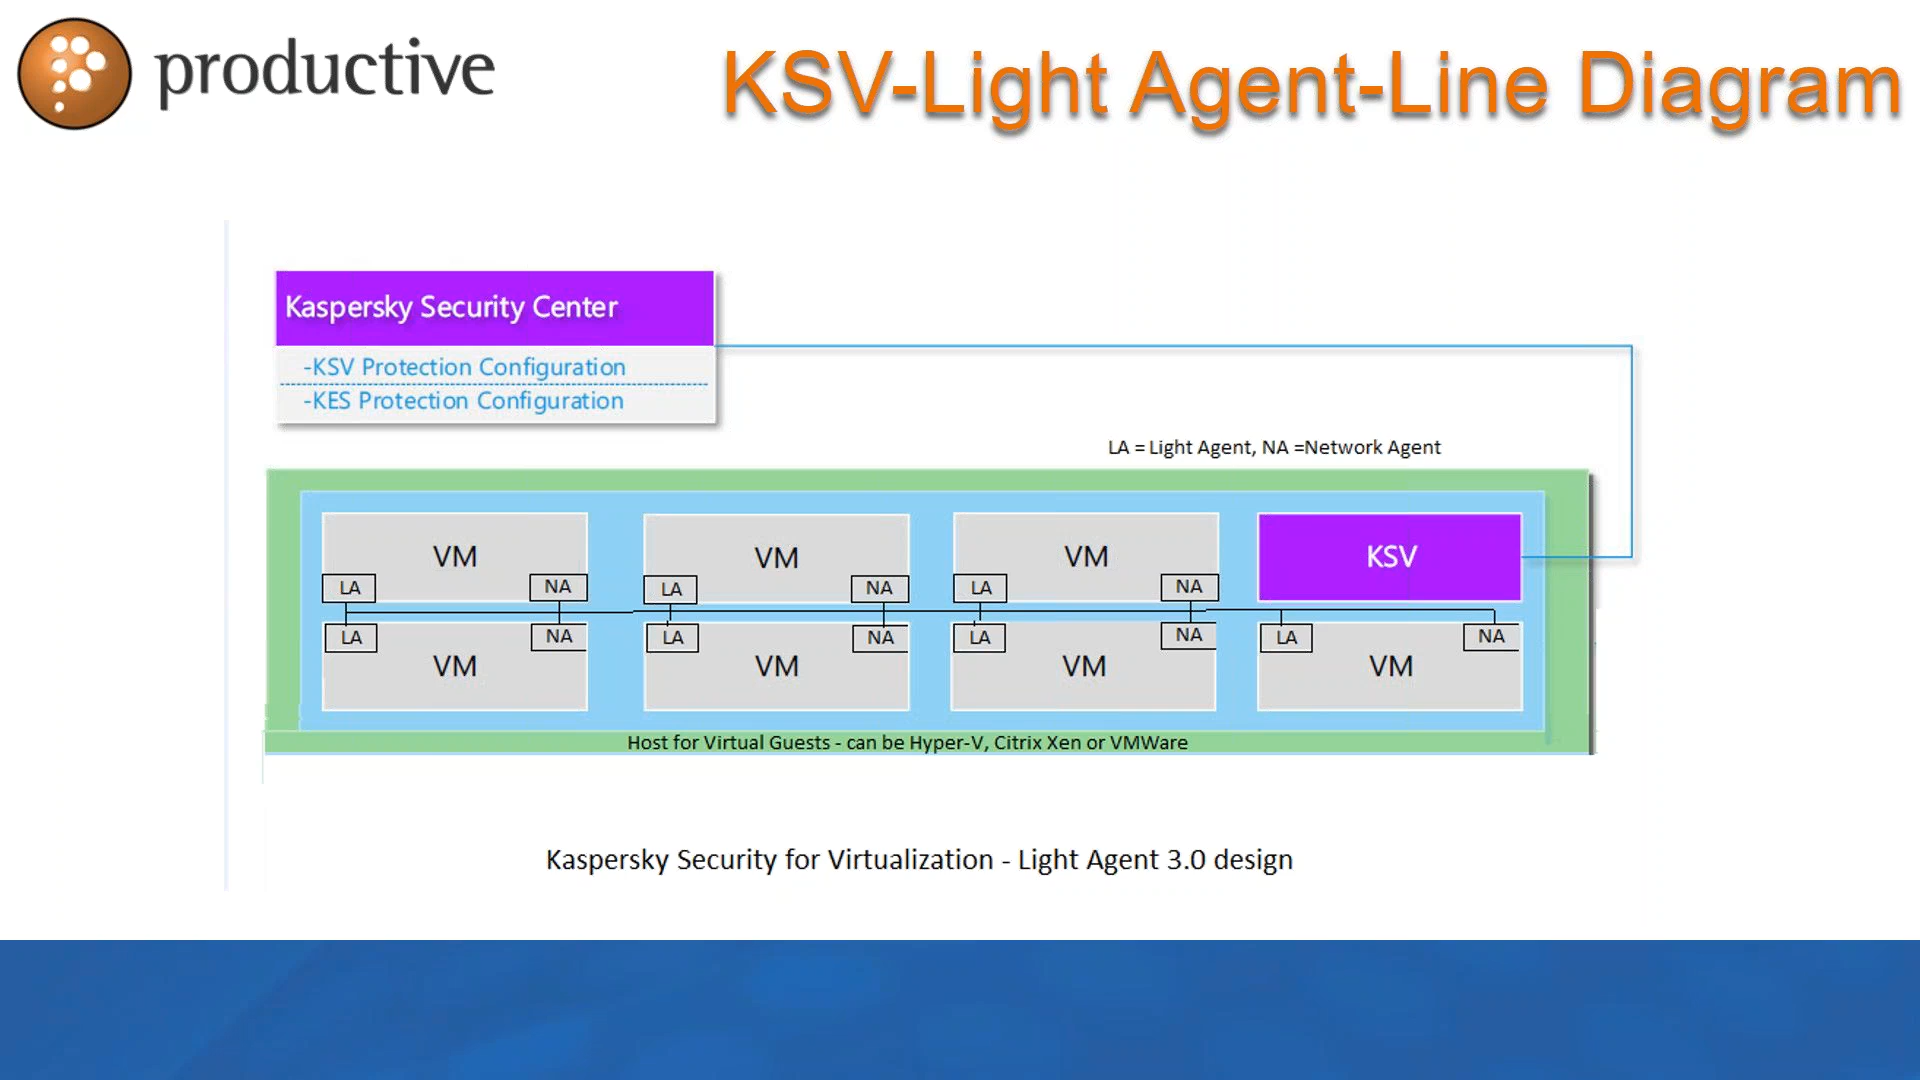 productive
KSV-Light Agent-Line Diagram
Kaspersky Security Center
-KSV Protection Configuration
-KES Protection Configuration
LA = Light Agent, NA =Network Agent
VM VM VM KSV
LA NA LA NA LA NA
LA NA LA NA LA NA LA NA
VM VM VM VM
Host for Virtual Guests - can be Hyper-V, Citrix Xen or VMWare
Kaspersky Security for Virtualization - Light Agent 3.0 design